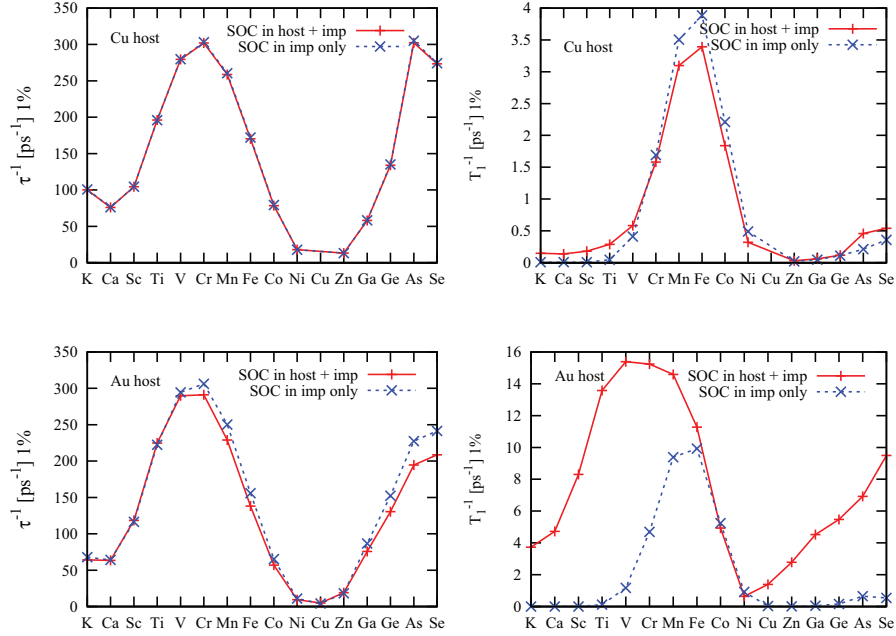 350
300
250
200
150
100
50
0
τ⁻¹ [ps⁻¹] 1%
Cu host
SOC in host + imp
SOC in imp only
K Ca Sc Ti V Cr Mn Fe Co Ni Cu Zn Ga Ge As Se
4
3.5
3
2.5
2
1.5
1
0.5
0
T₁⁻¹ [ps⁻¹] 1%
Cu host
SOC in host + imp
SOC in imp only
K Ca Sc Ti V Cr Mn Fe Co Ni Cu Zn Ga Ge As Se
350
300
250
200
150
100
50
0
τ⁻¹ [ps⁻¹] 1%
Au host
SOC in host + imp
SOC in imp only
K Ca Sc Ti V Cr Mn Fe Co Ni Cu Zn Ga Ge As Se
16
14
12
10
8
6
4
2
0
T₁⁻¹ [ps⁻¹] 1%
Au host
SOC in host + imp
SOC in imp only
K Ca Sc Ti V Cr Mn Fe Co Ni Cu Zn Ga Ge As Se